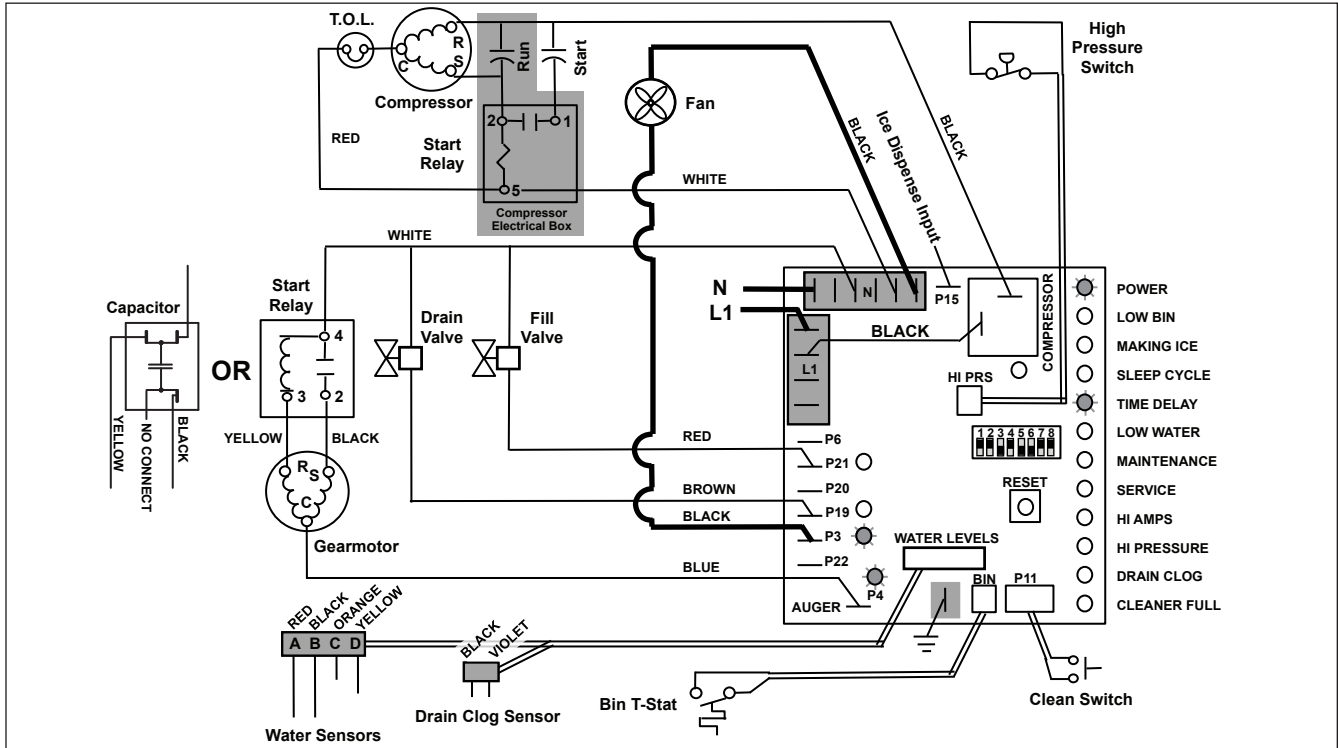 T.O.L.
R
S
C
Compressor
Run
Start
RED
Start
Relay
2
1
5
Compressor
Electrical Box
Fan
BLACK
Ice Dispense Input
BLACK
High
Pressure
Switch
WHITE
WHITE
Capacitor
YELLOW
NO CONNECT
BLACK
OR
Start
Relay
4
3
2
YELLOW
BLACK
R
S
C
Gearmotor
Drain
Valve
Fill
Valve
N
L1
N
P15
BLACK
L1
COMPRESSOR
HI PRS
RED
BROWN
BLACK
BLUE
P6
P21
P20
P19
P3
P22
P4
AUGER
1 2 3 4 5 6 7 8
RESET
WATER LEVELS
BIN
P11
POWER
LOW BIN
MAKING ICE
SLEEP CYCLE
TIME DELAY
LOW WATER
MAINTENANCE
SERVICE
HI AMPS
HI PRESSURE
DRAIN CLOG
CLEANER FULL
RED
BLACK
ORANGE
YELLOW
A B C D
Water Sensors
BLACK
VIOLET
Drain Clog Sensor
Bin T-Stat
Clean Switch